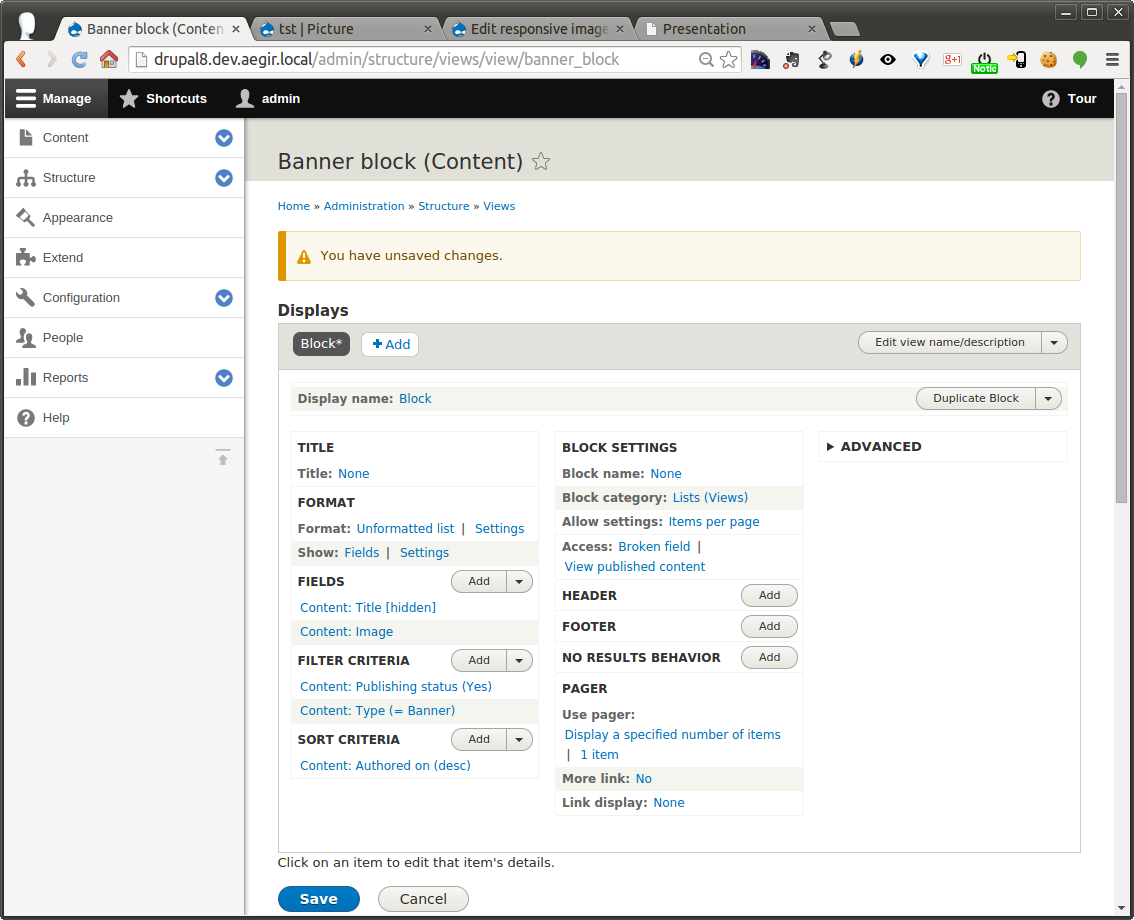 Banner block (Conten
tst | Picture
Edit responsive image
Presentation
drupal8.dev.aegir.local/admin/structure/views/view/banner_block
g+1
Notic
Manage
Shortcuts
admin
Tour
Content
Structure
Appearance
Extend
Configuration
People
Reports
Help
Banner block (Content)
Home » Administration » Structure » Views
You have unsaved changes.
Displays
Block*
Add
Edit view name/description
Display name: Block
Duplicate Block
TITLE
Title: None
FORMAT
Format: Unformatted list | Settings
Show: Fields | Settings
FIELDS
Add
Content: Title [hidden]
Content: Image
FILTER CRITERIA
Add
Content: Publishing status (Yes)
Content: Type (= Banner)
SORT CRITERIA
Add
Content: Authored on (desc)
BLOCK SETTINGS
Block name: None
Block category: Lists (Views)
Allow settings: Items per page
Access: Broken field |
View published content
HEADER
Add
FOOTER
Add
NO RESULTS BEHAVIOR
Add
PAGER
Use pager:
Display a specified number of items
| 1 item
More link: No
Link display: None
ADVANCED
Click on an item to edit that item's details.
Save
Cancel